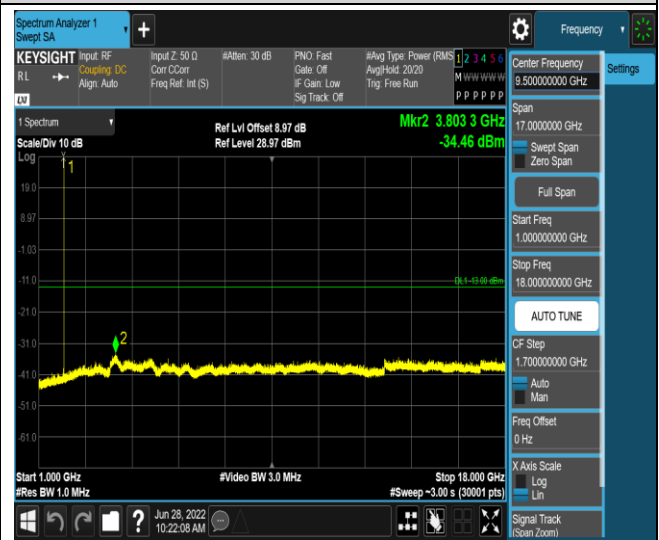 Spectrum Analyzer 1
Swept SA
+
Frequency
KEYSIGHT
RL
LXI
Input: RF
Coupling: DC
Align: Auto
Input Z: 50 Ω
Corr CCorr
Freq Ref: Int (S)
#Atten: 30 dB
PNO: Fast
Gate: Off
IF Gain: Low
Sig Track: Off
#Avg Type: Power (RMS)
Avg|Hold: 20/20
Trig: Free Run
1 2 3 4 5 6
M W W W W W
P P P P P P
1 Spectrum
Scale/Div 10 dB
Ref Lvl Offset 8.97 dB
Ref Level 28.97 dBm
Mkr2 3.803 3 GHz
-34.46 dBm
Log
1
19.0
8.97
-1.03
-11.0
DL1 -13.00 dBm
-21.0
-31.0
2
-41.0
-51.0
-61.0
Start 1.000 GHz
#Res BW 1.0 MHz
#Video BW 3.0 MHz
Stop 18.000 GHz
#Sweep ~3.00 s (30001 pts)
?
Jun 28, 2022
10:22:08 AM
Center Frequency
9.500000000 GHz
Span
17.0000000 GHz
Swept Span
Zero Span
Full Span
Start Freq
1.000000000 GHz
Stop Freq
18.000000000 GHz
AUTO TUNE
CF Step
1.700000000 GHz
Auto
Man
Freq Offset
0 Hz
X Axis Scale
Log
Lin
Signal Track
(Span Zoom)
Settings